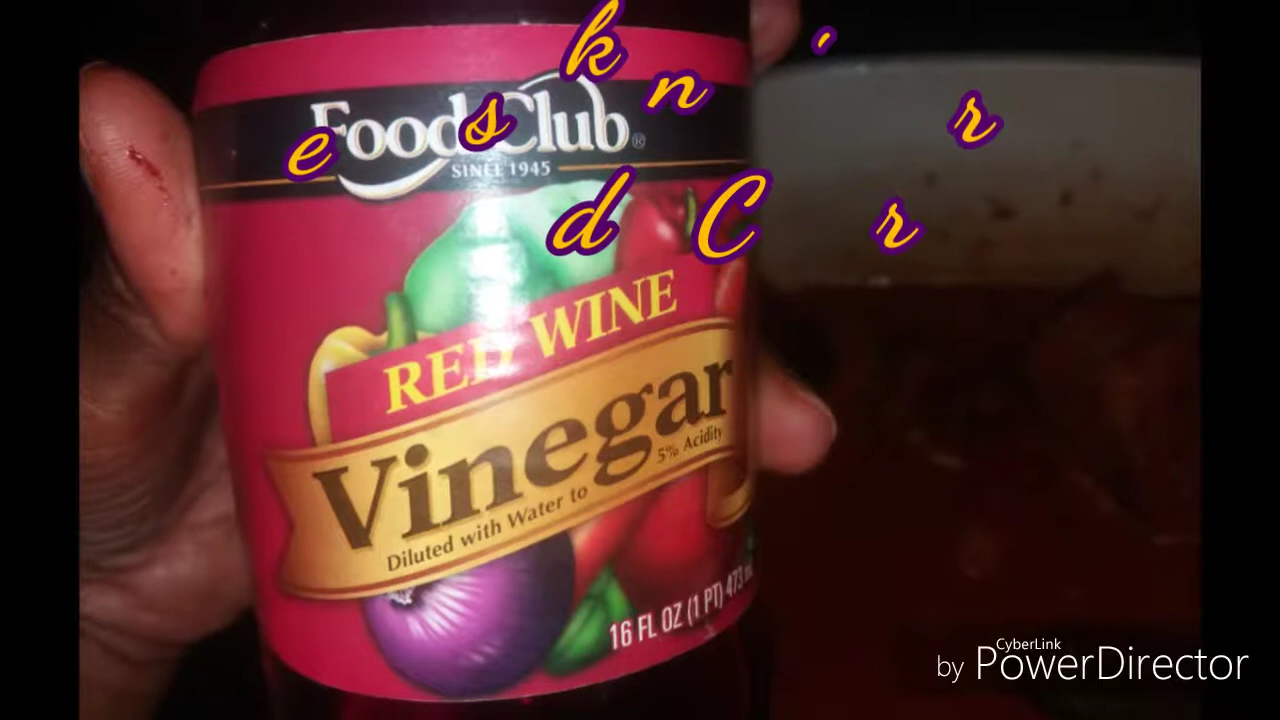 k n '
e s r
d C r
Food Club®
SINCE 1945
RED WINE
Vinegar
5% Acidity
Diluted with Water to
16 FL OZ (1 PT) 473
CyberLink
by PowerDirector